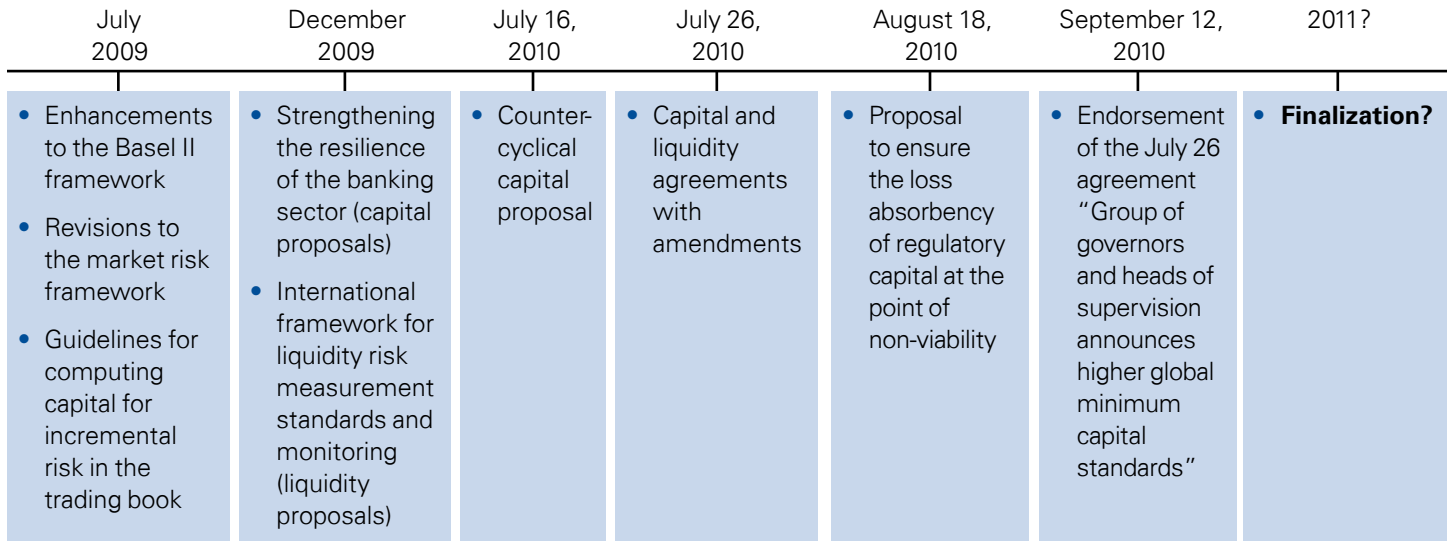 July
2009
December
2009
July 16,
2010
July 26,
2010
August 18,
2010
September 12,
2010
2011?
• Enhancements
to the Basel II
framework
• Revisions to
the market risk
framework
• Guidelines for
computing
capital for
incremental
risk in the
trading book
• Strengthening
the resilience
of the banking
sector (capital
proposals)
• International
framework for
liquidity risk
measurement
standards and
monitoring
(liquidity
proposals)
• Counter-
cyclical
capital
proposal
• Capital and
liquidity
agreements
with
amendments
• Proposal
to ensure
the loss
absorbency
of regulatory
capital at the
point of
non-viability
• Endorsement
of the July 26
agreement
“Group of
governors
and heads of
supervision
announces
higher global
minimum
capital
standards”
• Finalization?